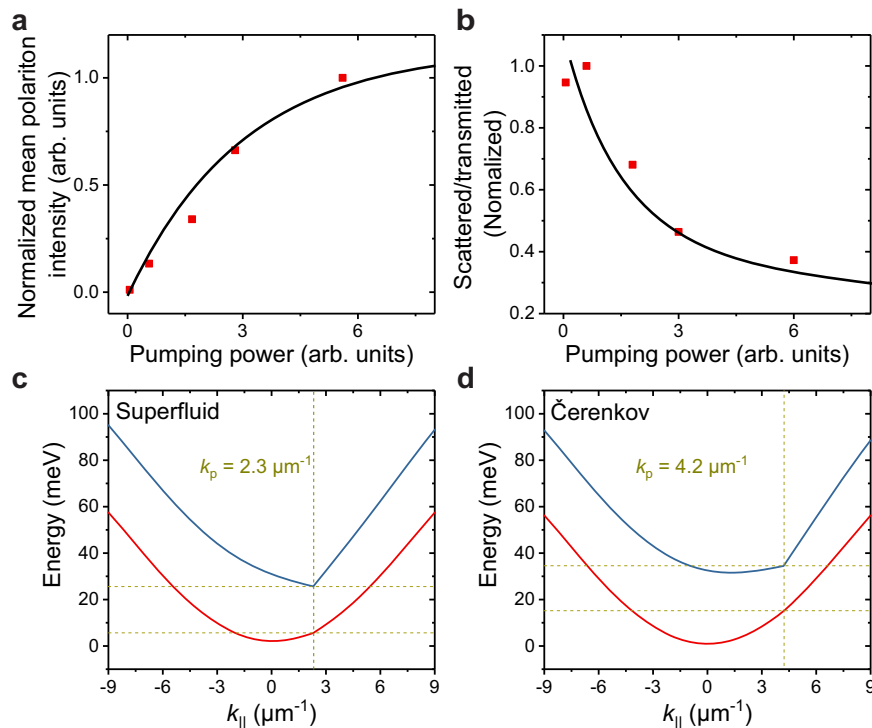 a
Normalized mean polariton
intensity (arb. units)
1.0
0.5
0.0
0 3 6
Pumping power (arb. units)
b
Scattered/transmitted
(Nomalized)
1.0
0.8
0.6
0.4
0.2
0 3 6
Pumping power (arb. units)
c
Superfluid
kp = 2.3 µm-1
Energy (meV)
100
80
60
40
20
0
-9 -6 -3 0 3 6 9
k|| (µm-1)
d
Čerenkov
kp = 4.2 µm-1
Energy (meV)
100
80
60
40
20
0
-9 -6 -3 0 3 6 9
k|| (µm-1)